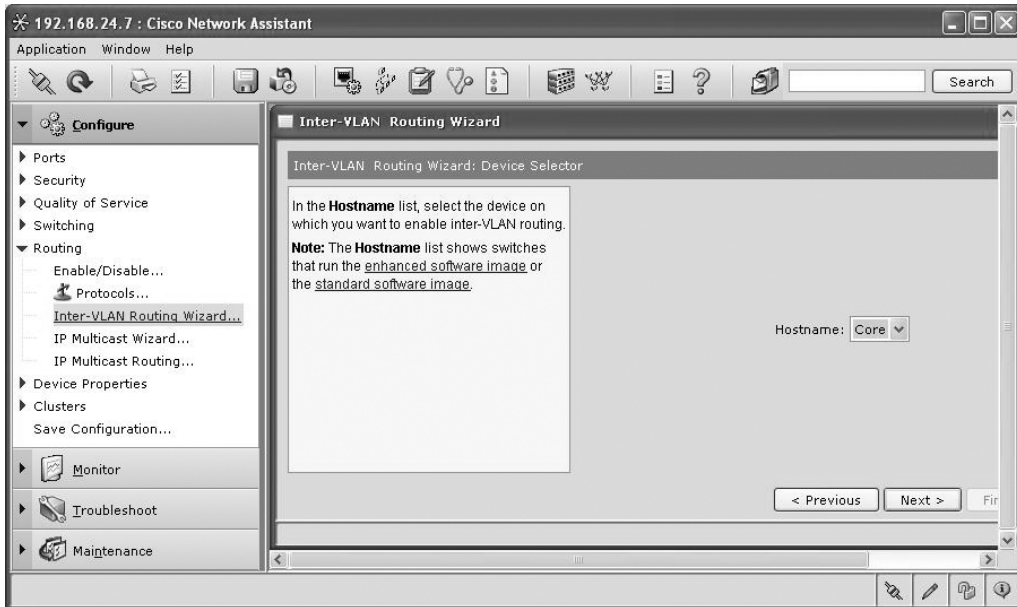 192.168.24.7 : Cisco Network Assistant
Application Window Help
Search
Configure
Ports
Security
Quality of Service
Switching
Routing
Enable/Disable...
Protocols...
Inter-VLAN Routing Wizard...
IP Multicast Wizard...
IP Multicast Routing...
Device Properties
Clusters
Save Configuration...
Monitor
Troubleshoot
Maintenance
Inter-VLAN Routing Wizard
Inter-VLAN Routing Wizard: Device Selector
In the Hostname list, select the device on
which you want to enable inter-VLAN routing.
Note: The Hostname list shows switches
that run the enhanced software image or
the standard software image.
Hostname: Core
< Previous Next >